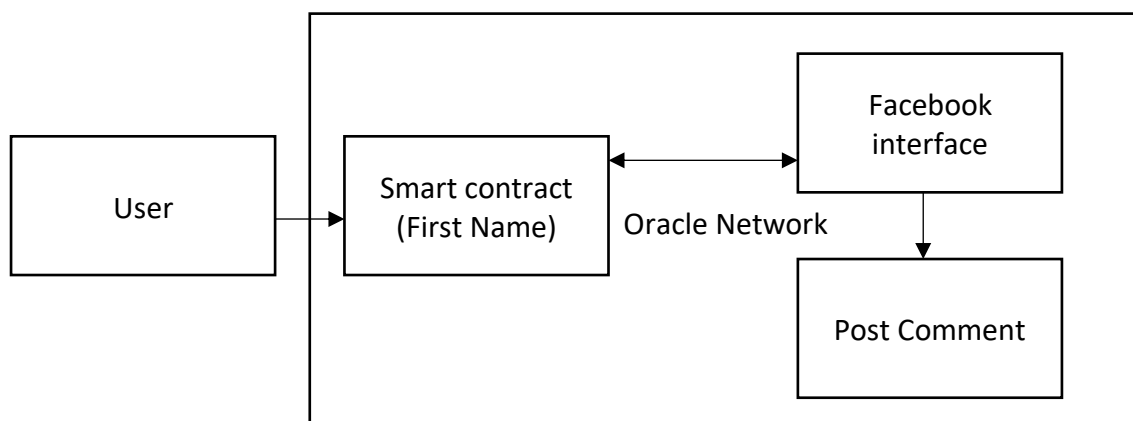 User
Smart contract
(First Name)
Oracle Network
Facebook
interface
Post Comment